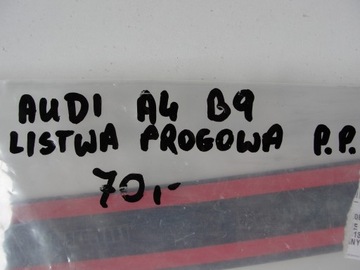 AUDI A4 B9
LISTWA PROGOWA P.P.
70,-